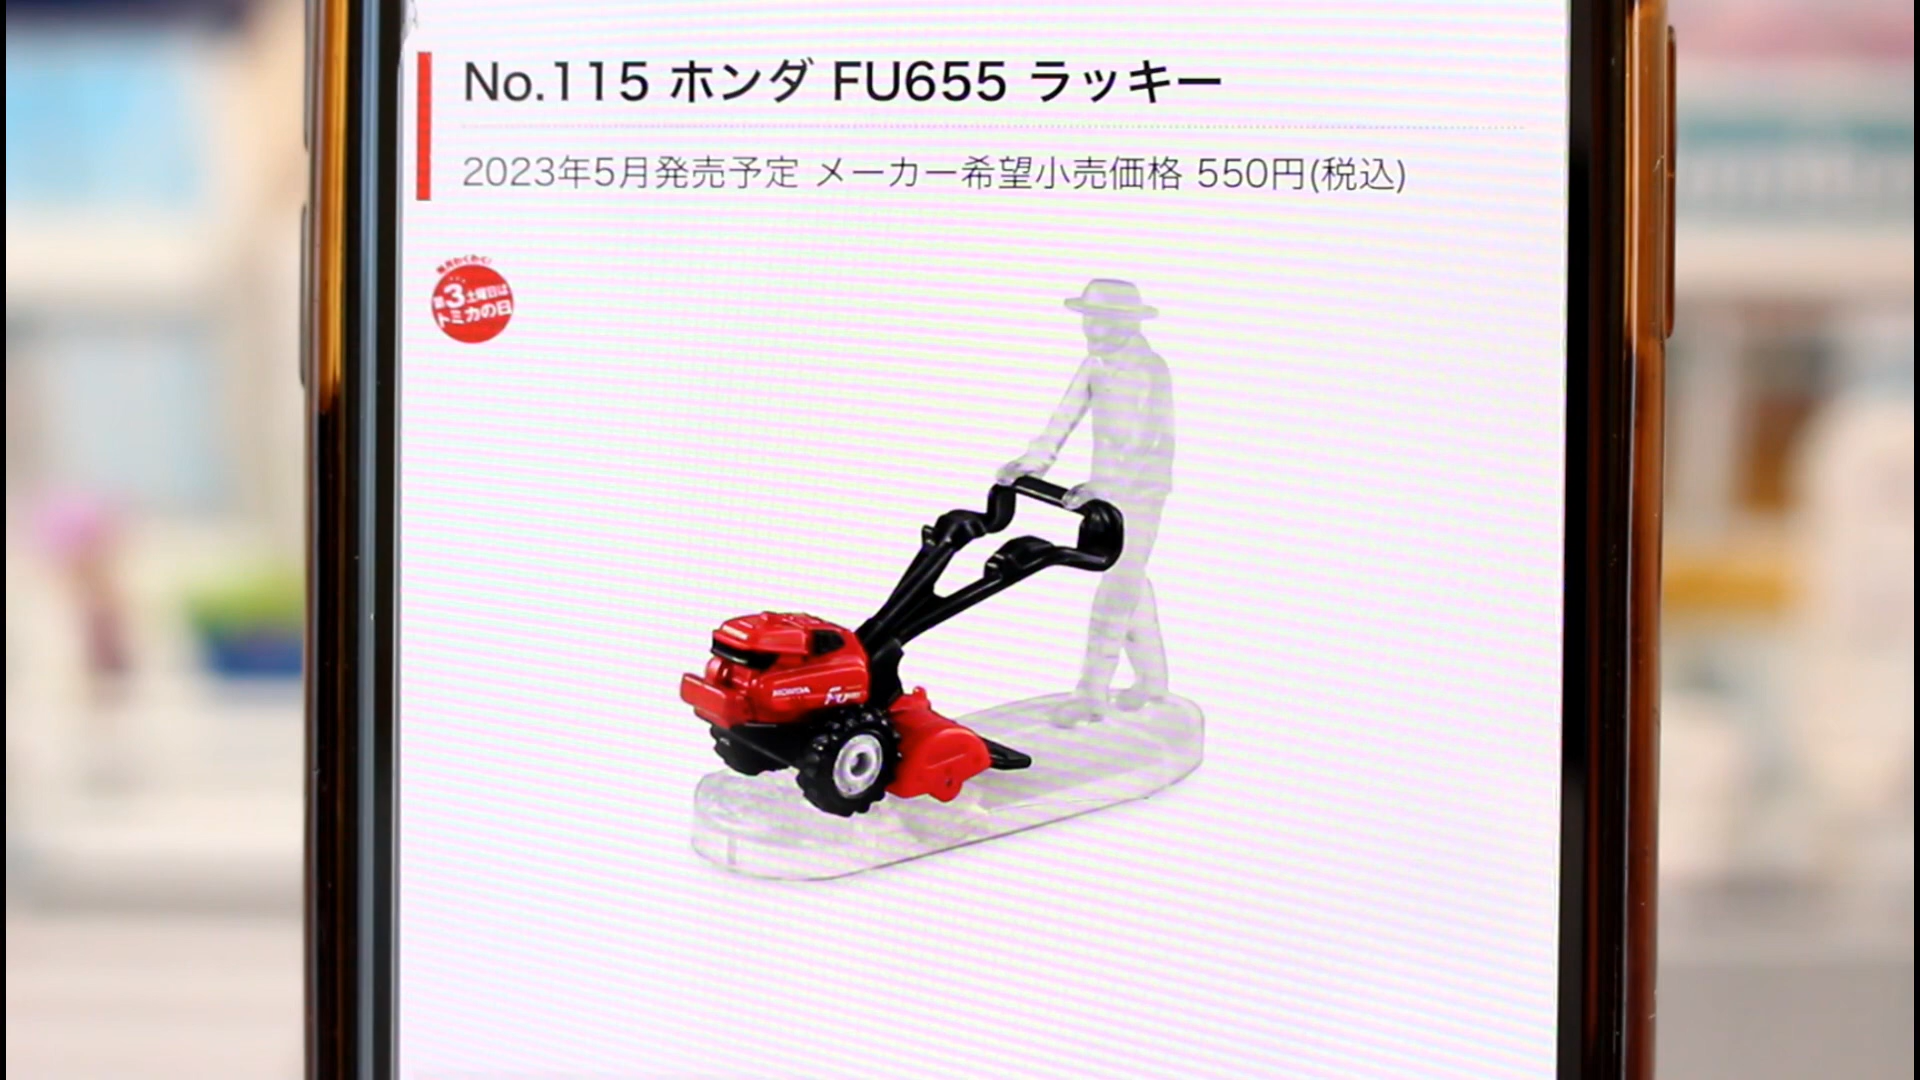 No.115 ホンダ FU655 ラッキー
2023年5月発売予定 メーカー希望小売価格 550円(税込)
第3土曜日は
トミカの日
HONDA